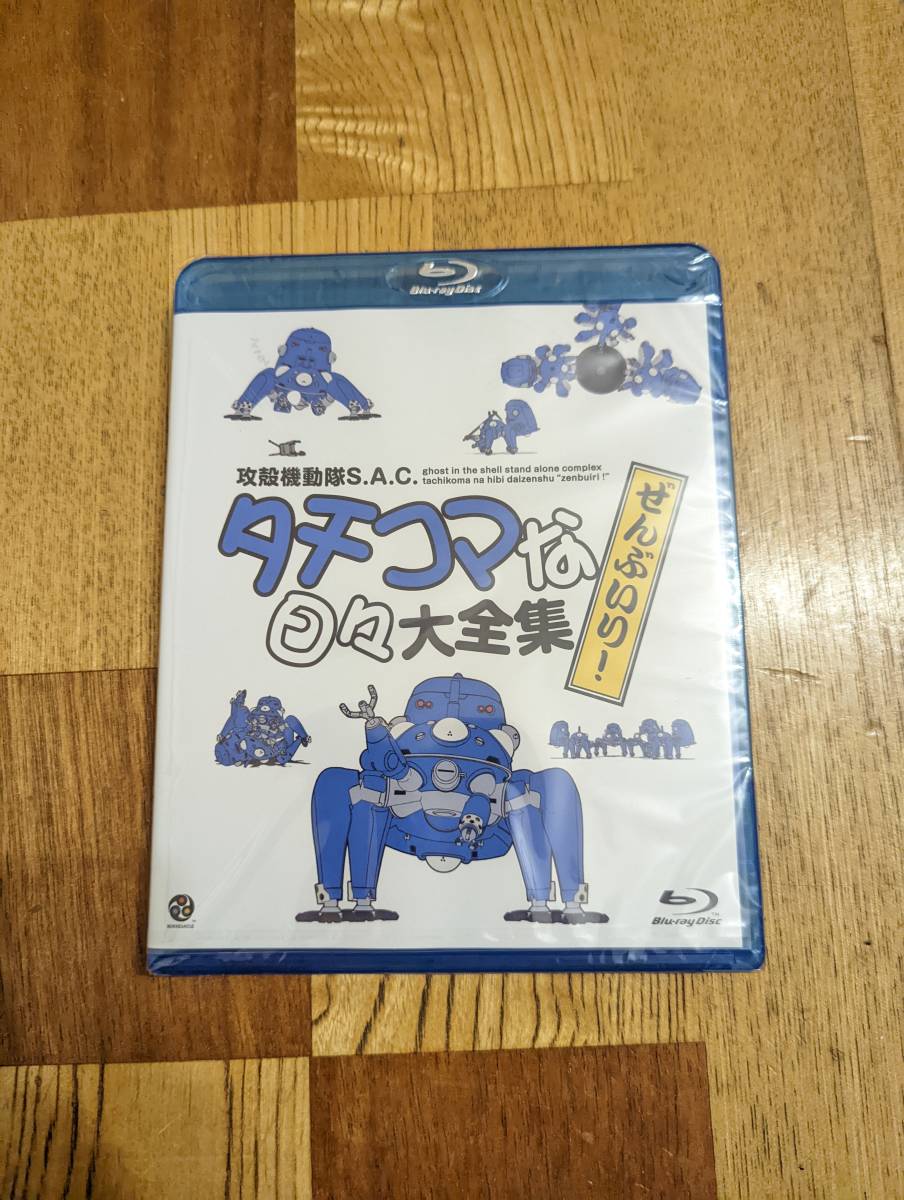 Blu-ray Disc
攻殻機動隊S.A.C.
ghost in the shell stand alone complex
tachikoma na hibi daizenshu "zenbuiri!"
タチコマな
日々大全集
ぜんぶいり!
Blu-ray Disc™